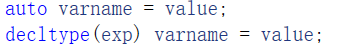 auto varname = value;
decltype(exp) varname = value;